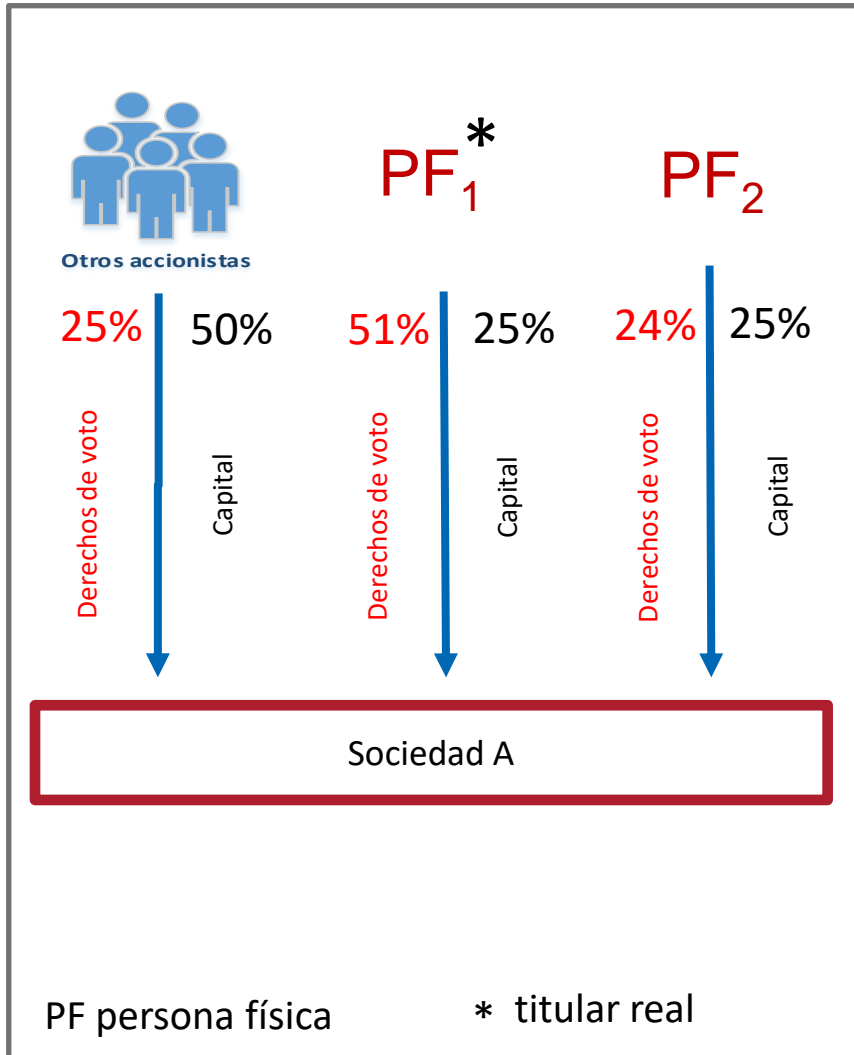 PF₁* PF₂
Otros accionistas
25% 50% 51% 25% 24% 25%
Derechos de voto Capital Derechos de voto Capital Derechos de voto Capital
Sociedad A
PF persona física * titular real